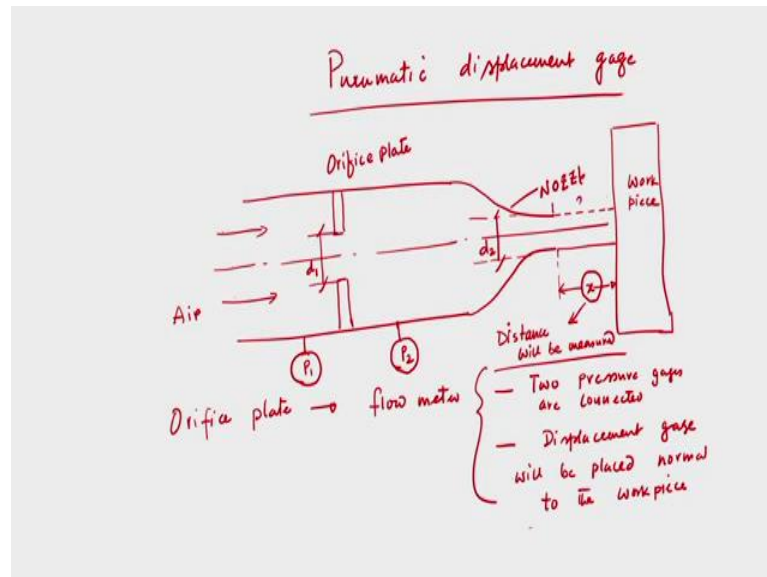 Pneumatic displacement gage
Orifice plate
Nozzle
Work
piece
d1
d2
x
Air
P1
P2
Distance
will be measured
Orifice plate → flow meter
— Two pressure gages
are connected
— Displacement gage
will be placed normal
to the workpiece